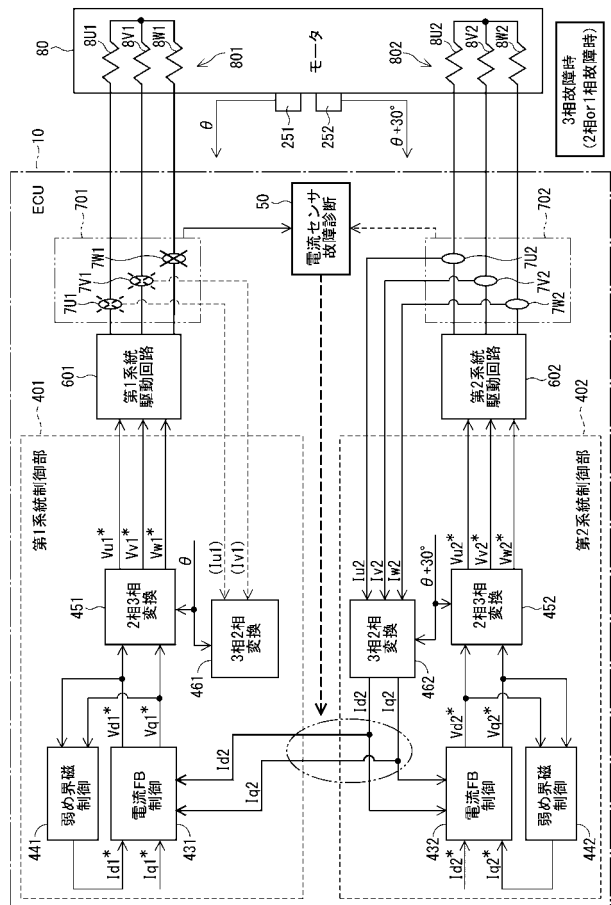 ECU
10
第1系統制御部
401
441
弱め界磁
制御
Id1*
Iq1*
電流FB
制御
431
Vd1*
Vq1*
451
2相3相
変換
Vu1*
Vv1*
Vw1*
θ
461
3相2相
変換
(Iu1)
(Iv1)
601
第1系統
駆動回路
701
7U1
7V1
7W1
80
8U1
8V1
8W1
801
モータ
θ
251
252
θ+30°
50
電流センサ
故障診断
Id2
Iq2
802
8U2
8V2
8W2
702
7U2
7V2
7W2
第2系統
駆動回路
602
第2系統制御部
402
Iu2
Iv2
Iw2
3相2相
変換
462
Id2
Iq2
θ+30°
2相3相
変換
452
Vu2*
Vv2*
Vw2*
Vd2*
Vq2*
電流FB
制御
432
Id2*
Iq2*
弱め界磁
制御
442
3相故障時
(2相or1相故障時)